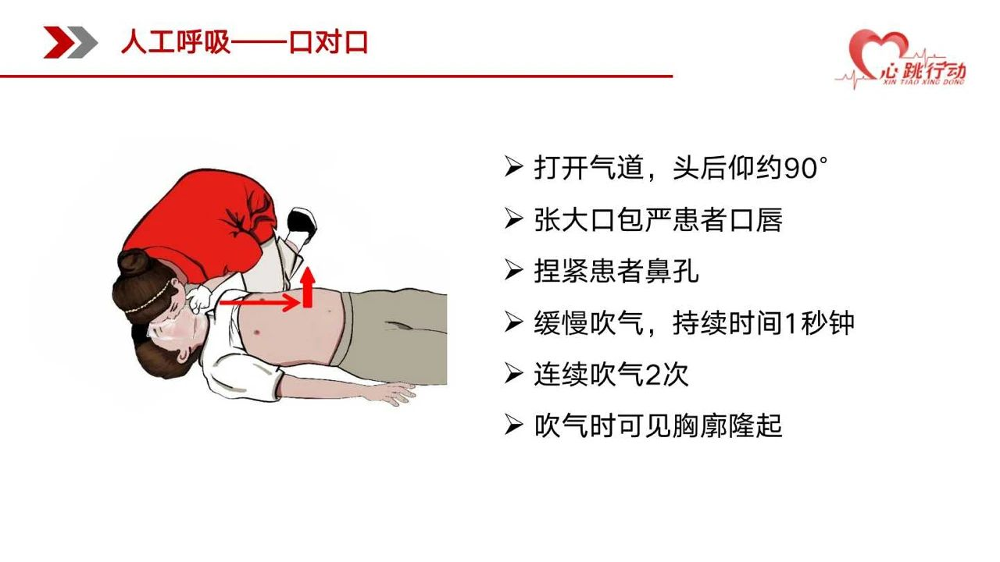 人工呼吸——口对口
心跳行动
XIN TIAO XING DONG
打开气道，头后仰约90°
张大口包严患者口唇
捏紧患者鼻孔
缓慢吹气，持续时间1秒钟
连续吹气2次
吹气时可见胸廓隆起